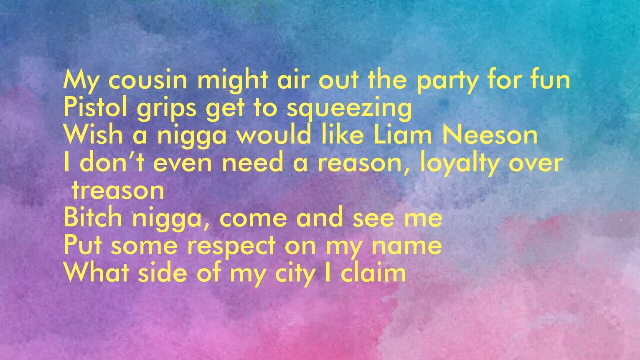 My cousin might air out the party for fun
Pistol grips get to squeezing
Wish a nigga would like Liam Neeson
I don't even need a reason, loyalty over
treason
Bitch nigga, come and see me
Put some respect on my name
What side of my city I claim